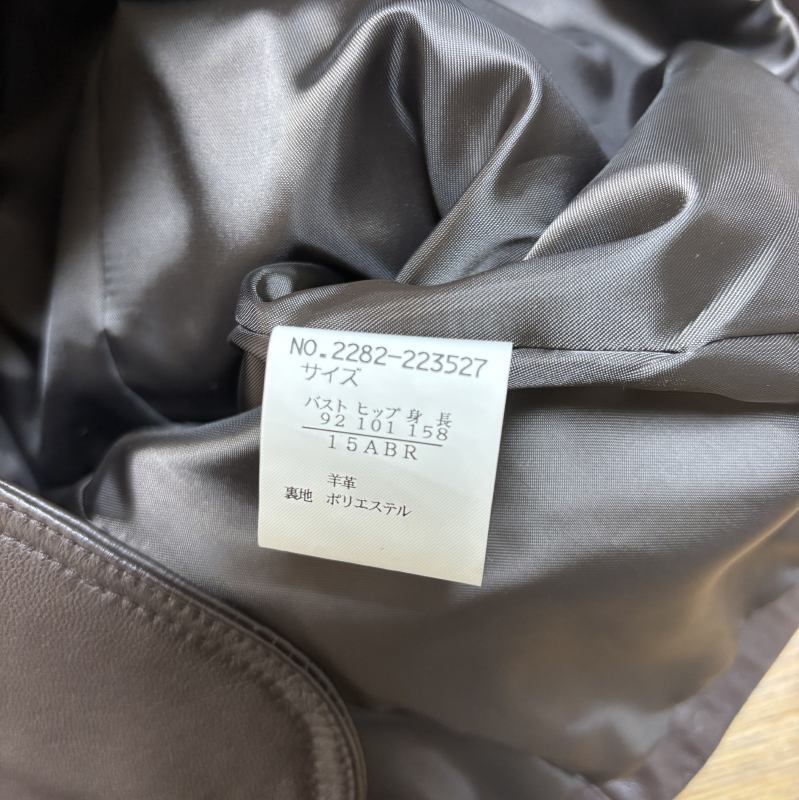 NO.2282-223527
サイズ
バスト ヒップ 身 長
92 101 158
15ABR
羊革
裏地 ポリエステル